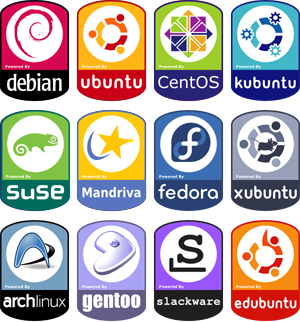 Powered By
debian
Powered By
ubuntu
Powered By
CentOS
Powered By
kubuntu
Powered By
suse
Powered By
Mandriva
Powered By
fedora
Powered By
xubuntu
Powered By
archlinux
Powered By
gentoo
Powered By
slackware
Powered By
edubuntu